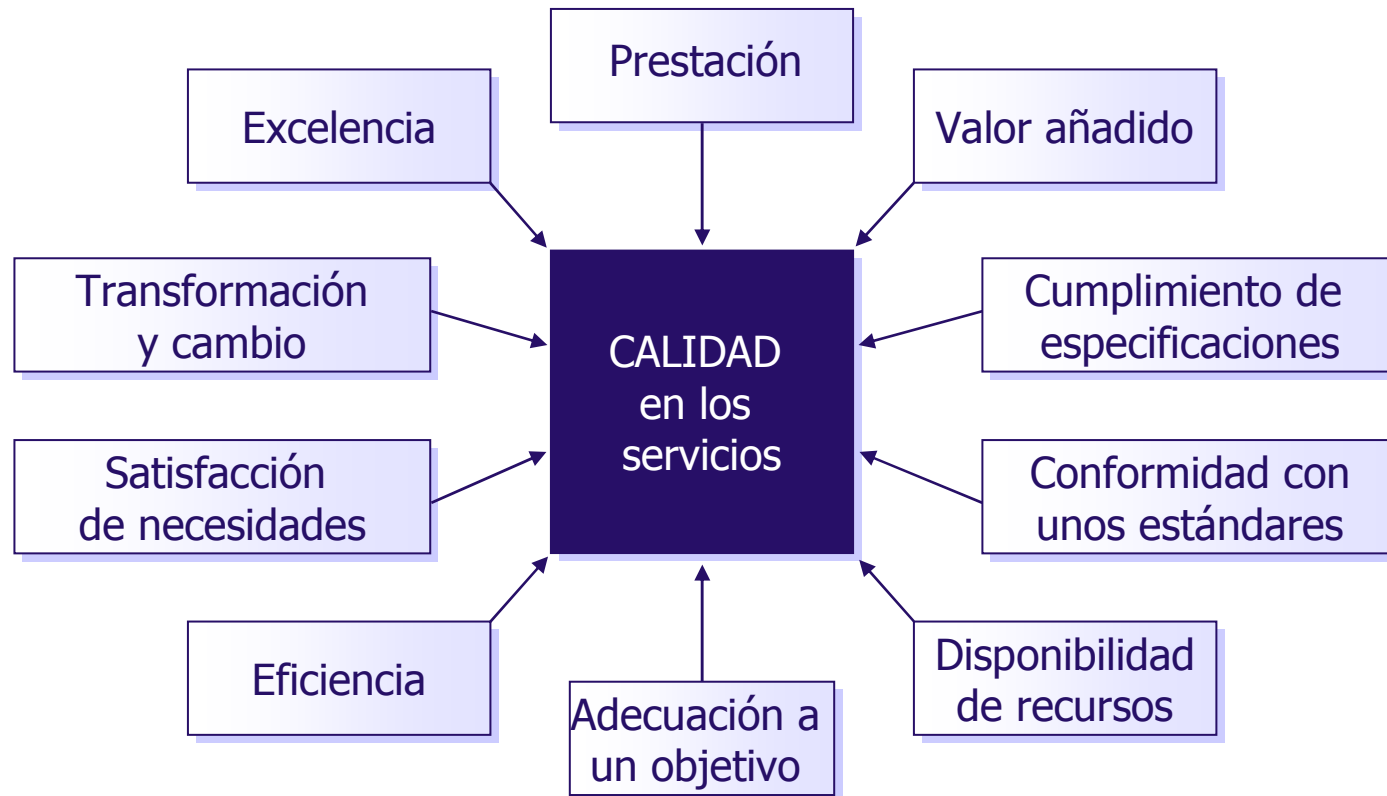 Prestación
Excelencia
Valor añadido
Transformación
y cambio
CALIDAD
en los
servicios
Cumplimiento de
especificaciones
Satisfacción
de necesidades
Conformidad con
unos estándares
Eficiencia
Adecuación a
un objetivo
Disponibilidad
de recursos